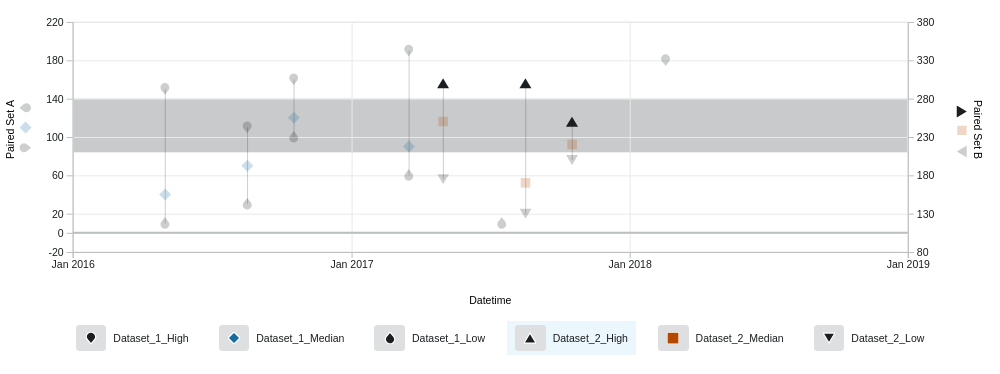 220
180
140
100
60
20
0
-20
380
330
280
230
180
130
80
Paired Set A
Paired Set B
Jan 2016
Jan 2017
Jan 2018
Jan 2019
Datetime
Dataset_1_High
Dataset_1_Median
Dataset_1_Low
Dataset_2_High
Dataset_2_Median
Dataset_2_Low